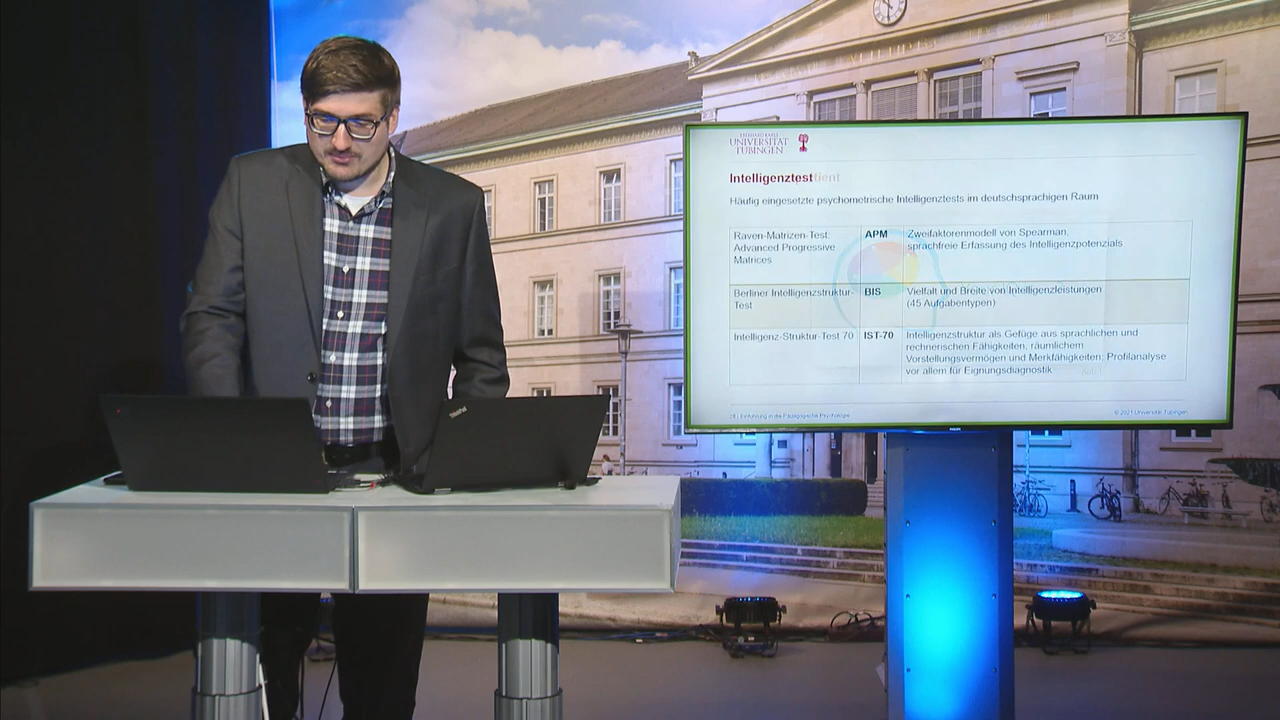 EBERHARD KARLS
UNIVERSITÄT
TÜBINGEN
Intelligenztest
Häufig eingesetzte psychometrische Intelligenztests im deutschsprachigen Raum
Raven-Matrizen-Test: APM Zweifaktorenmodell von Spearman,
Advanced Progressive sprachfreie Erfassung des Intelligenzpotenzials
Matrices
Berliner Intelligenzstruktur- BIS Vielfalt und Breite von Intelligenzleistungen
Test (45 Aufgabentypen)
Intelligenz-Struktur-Test 70 IST-70 Intelligenzstruktur als Gefüge aus sprachlichen und
rechnerischen Fähigkeiten, räumlichem
Vorstellungsvermögen und Merkfähigkeiten; Profilanalyse
vor allem für Eignungsdiagnostik
| Einführung in die Pädagogische Psychologie © 2021 Universität Tübingen
PHILIPS
ThinkPad